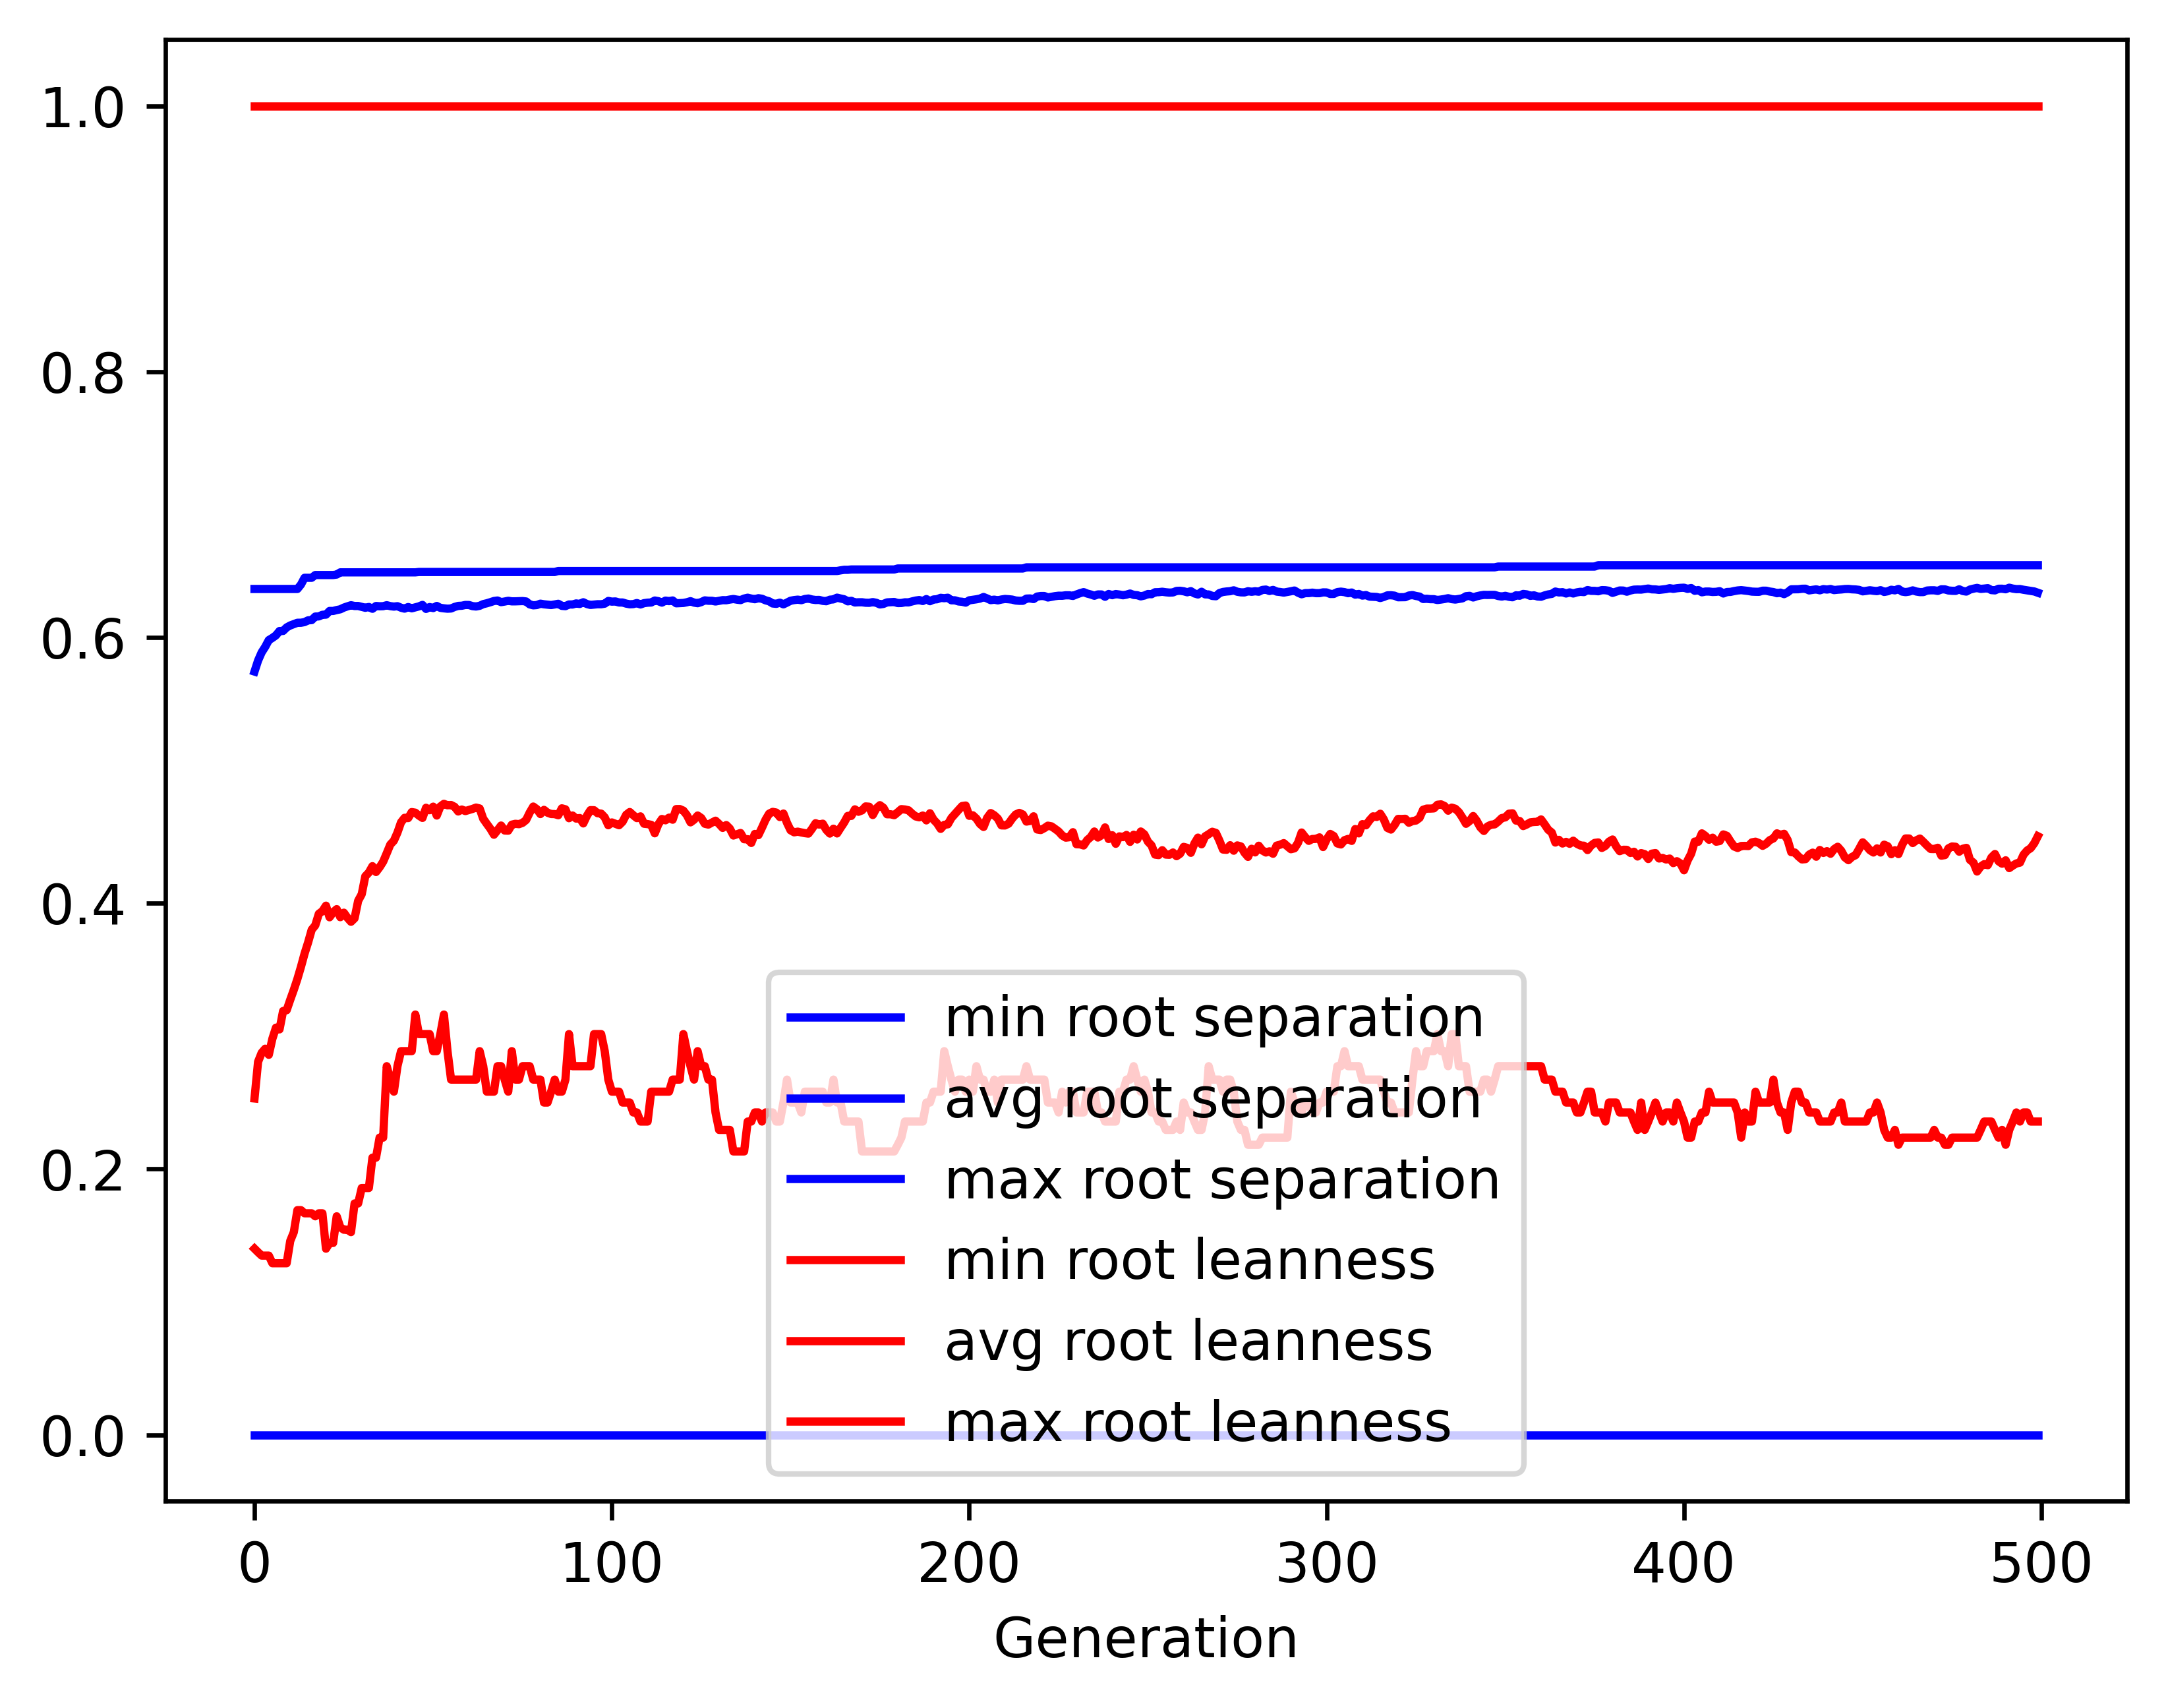 1.0
0.8
0.6
0.4
0.2
0.0
min root separation
avg root separation
max root separation
min root leanness
avg root leanness
max root leanness
0 100 200 300 400 500
Generation